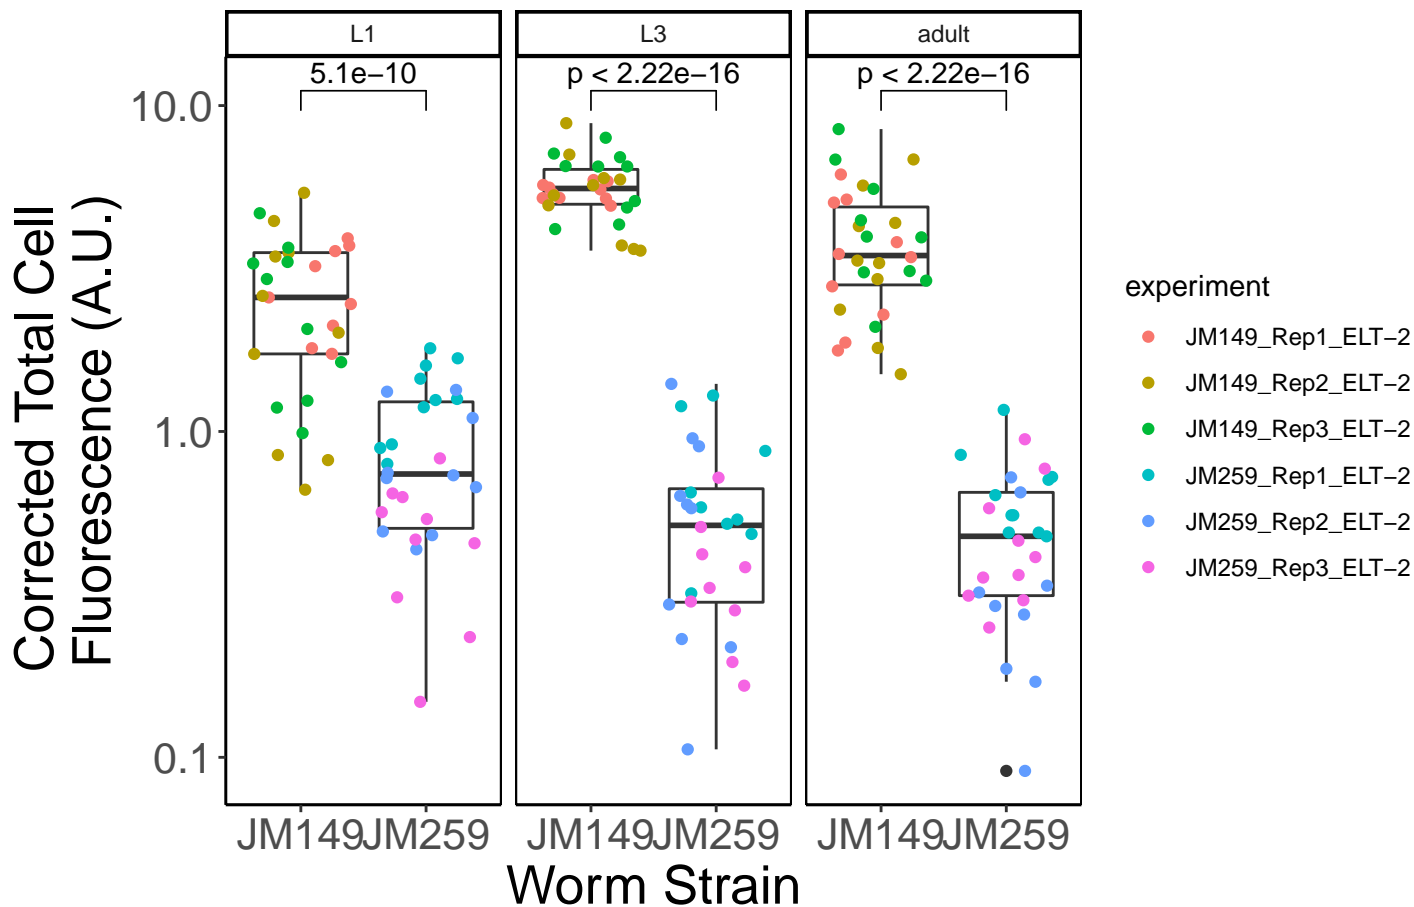 L1
L3
adult
5.1e−10
p < 2.22e−16
p < 2.22e−16
10.0
1.0
0.1
Corrected Total Cell
Fluorescence (A.U.)
JM149
JM259
JM149
JM259
JM149
JM259
Worm Strain
experiment
JM149_Rep1_ELT−2
JM149_Rep2_ELT−2
JM149_Rep3_ELT−2
JM259_Rep1_ELT−2
JM259_Rep2_ELT−2
JM259_Rep3_ELT−2